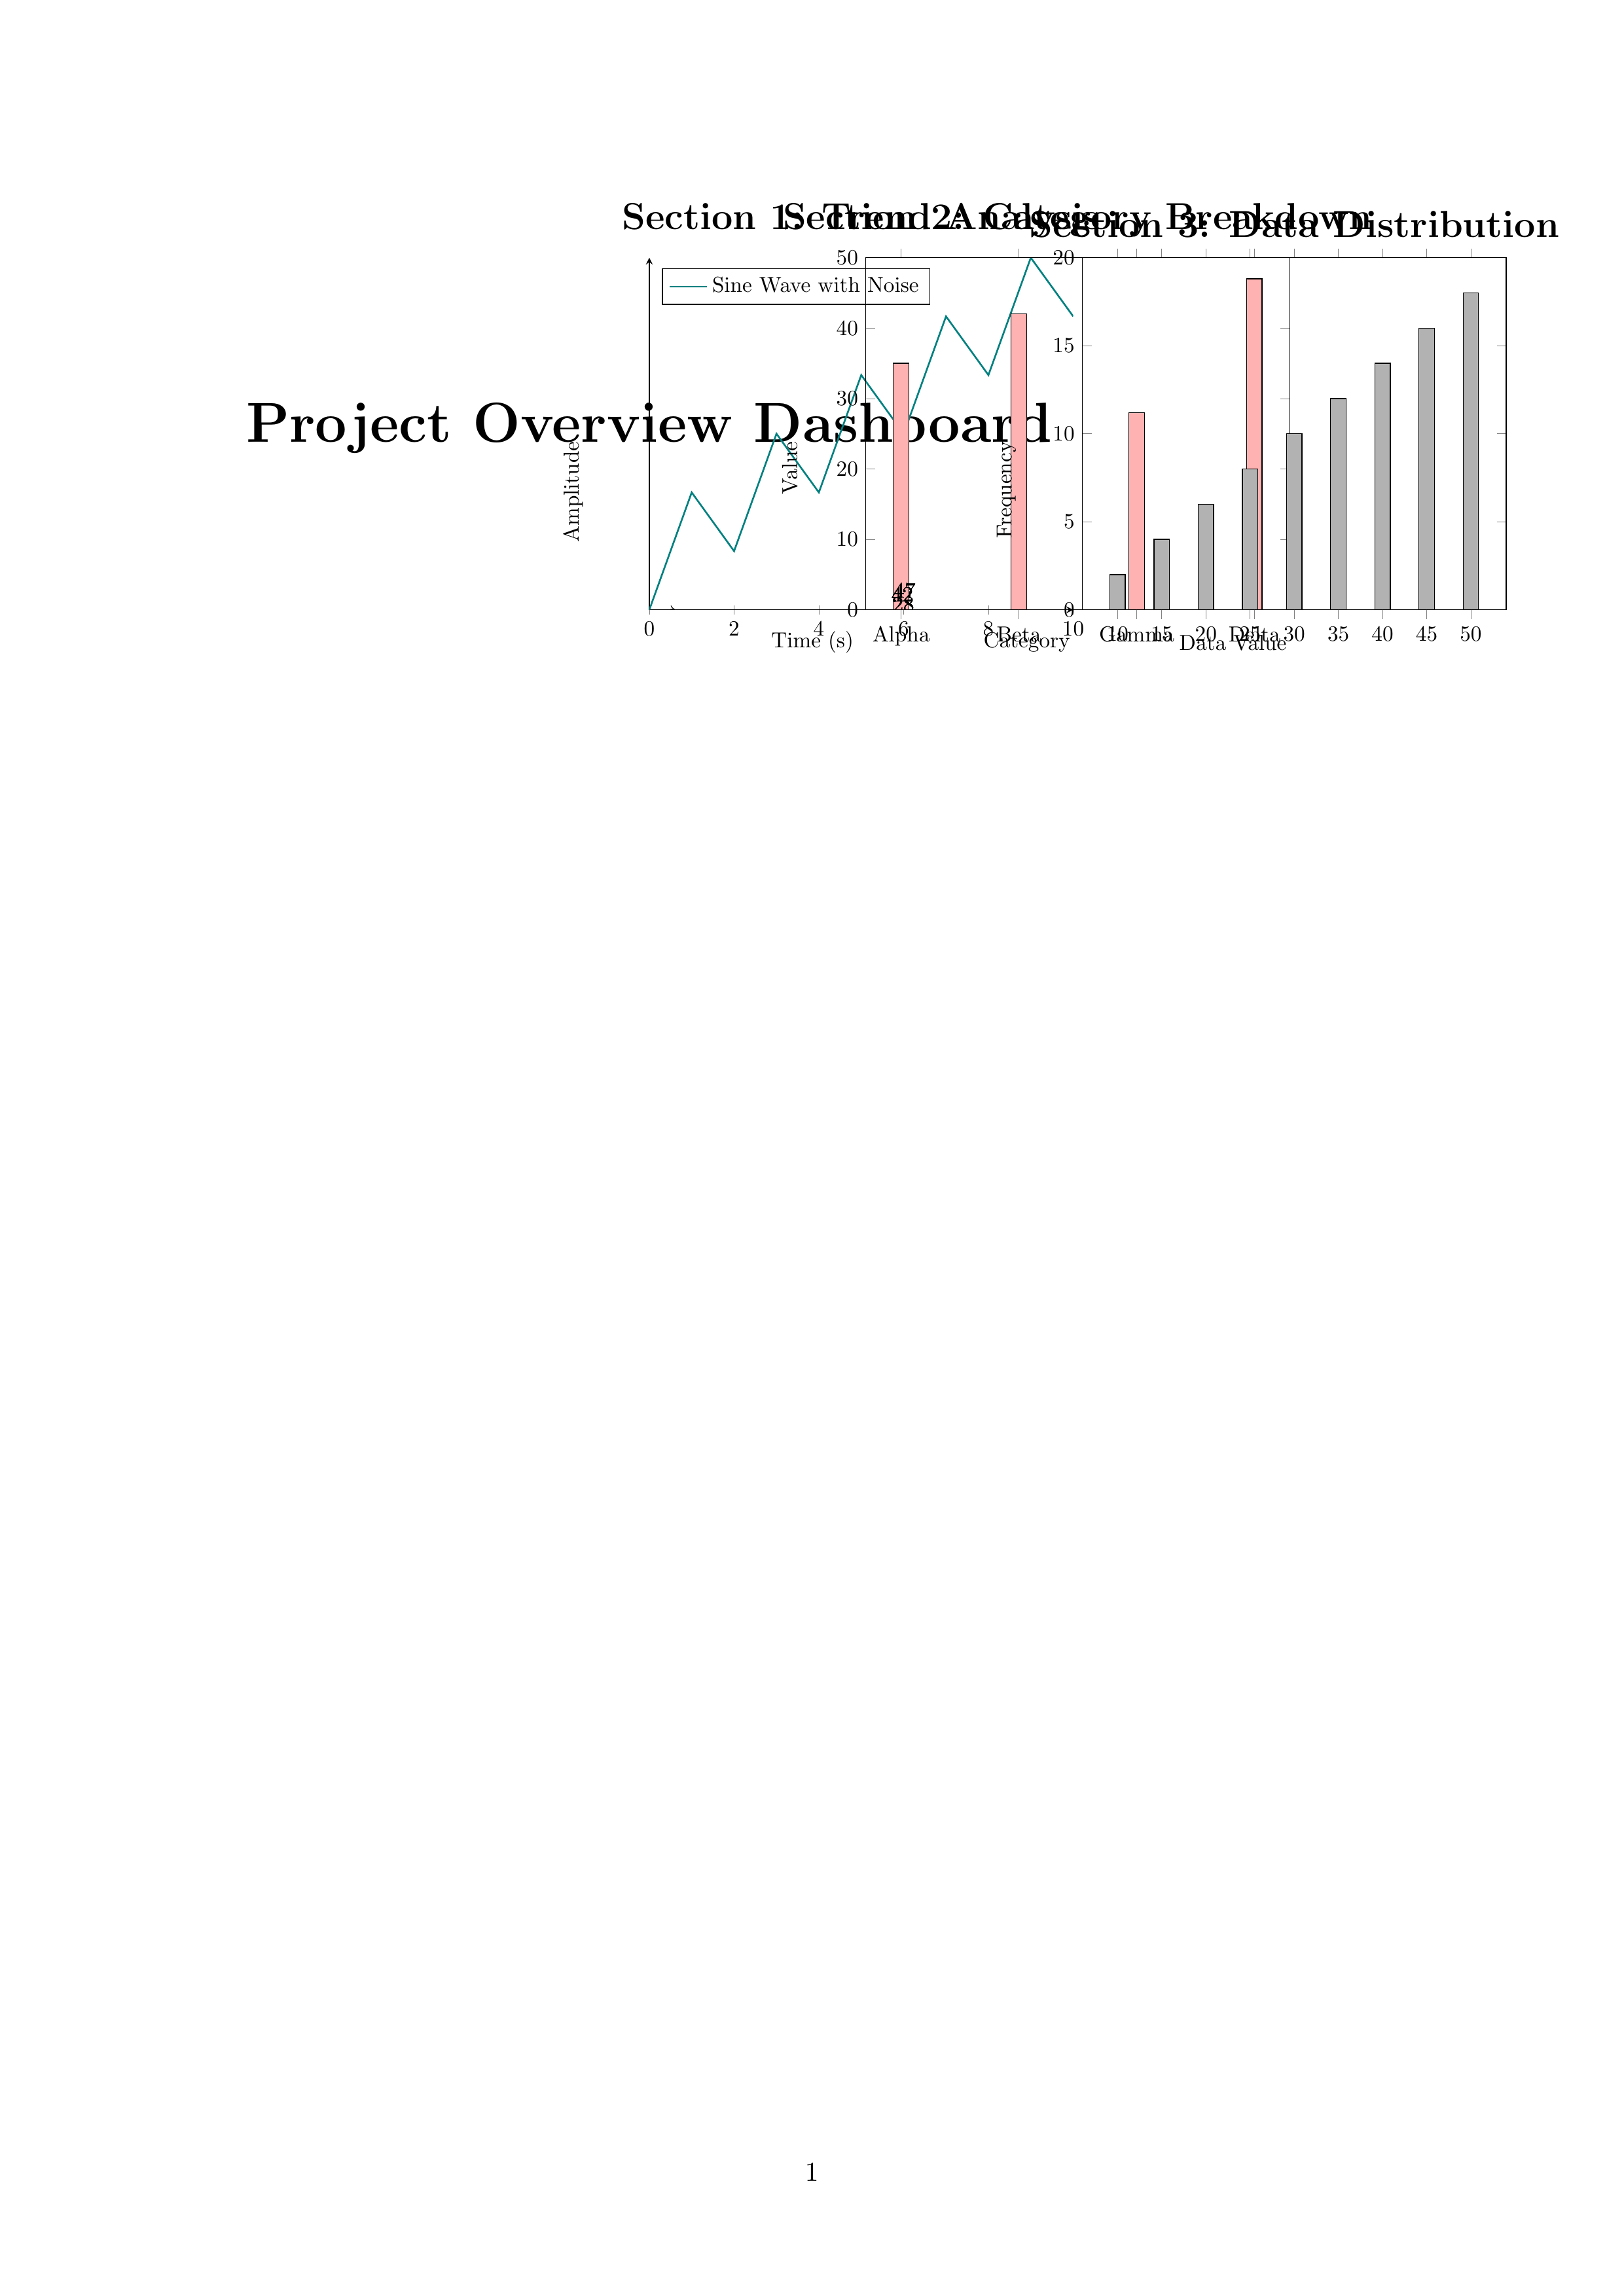 Section 1: Trend Analysis
Section 2: Category Breakdown
Section 3: Data Distribution
Project Overview Dashboard
Sine Wave with Noise
Amplitude
0 2 4 6 8 10
Time (s)
Value
50
40
30
20
10
0
47
42
28
Alpha Beta Gamma Delta
Category
Frequency
20
15
10
5
0
10 15 20 25 30 35 40 45 50
Data Value
1